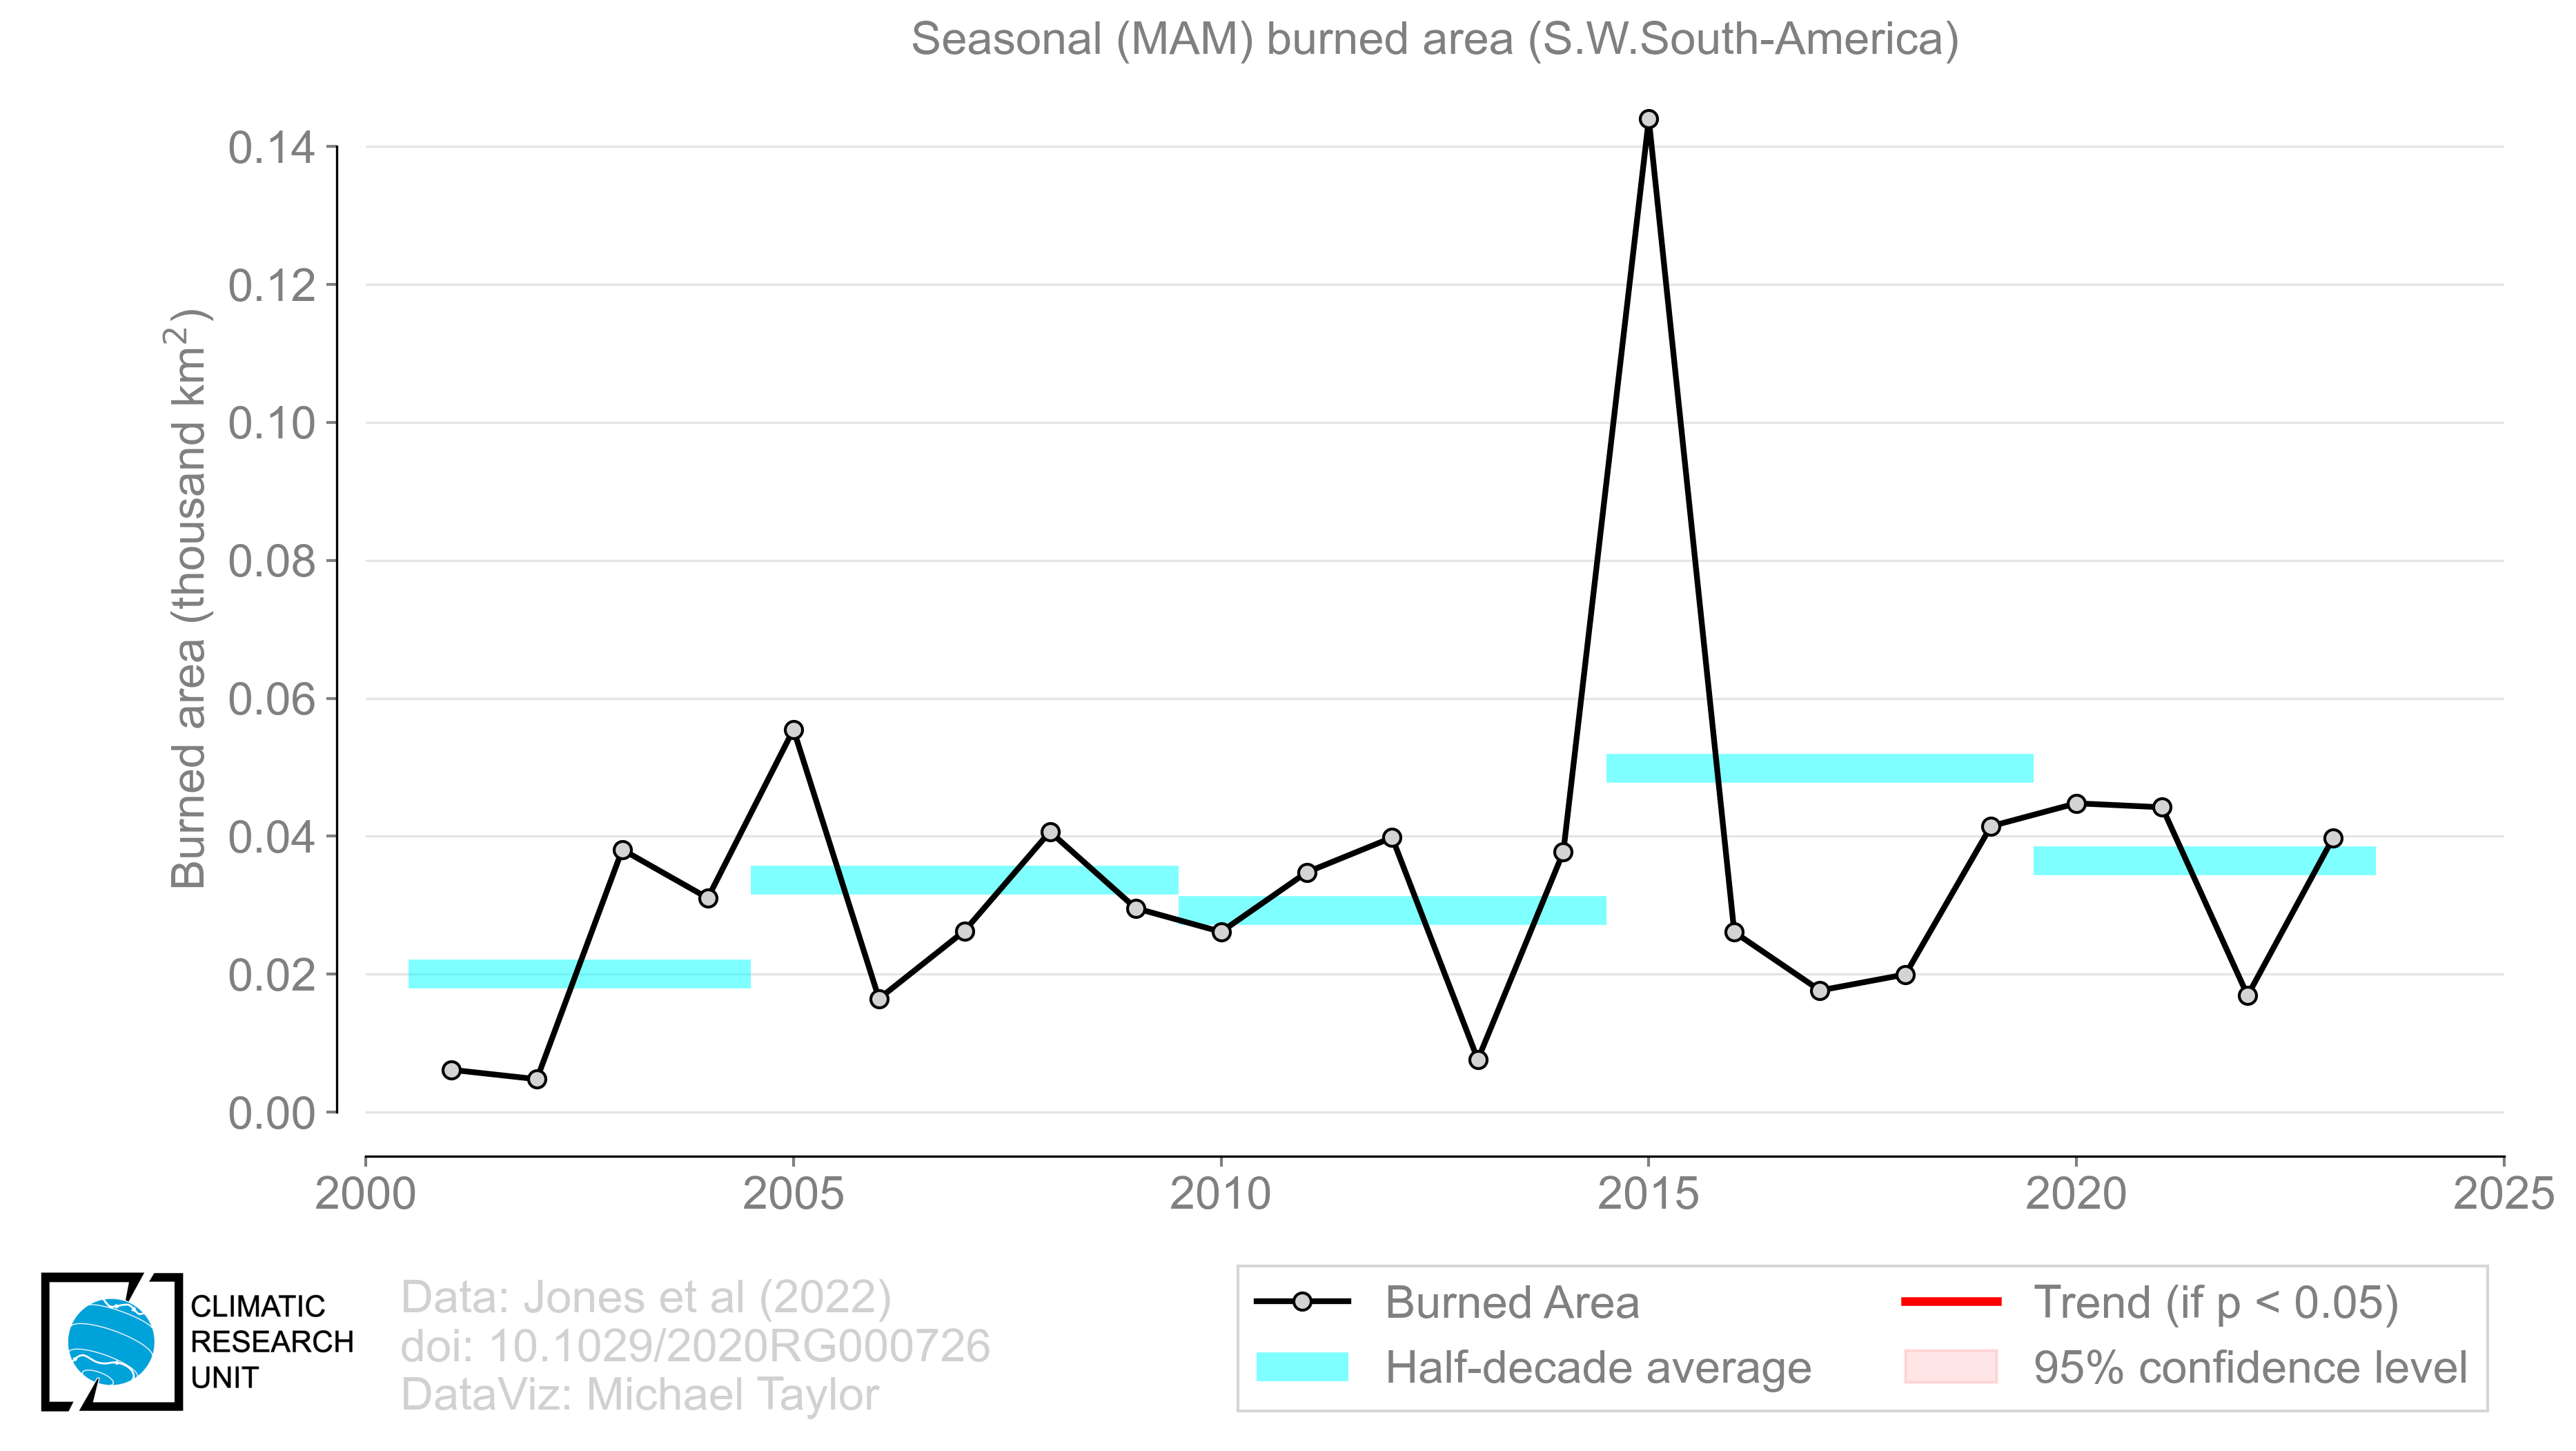 Seasonal (MAM) burned area (S.W.South-America)
Burned area (thousand km²)
0.14
0.12
0.10
0.08
0.06
0.04
0.02
0.00
2000 2005 2010 2015 2020 2025
CLIMATIC
RESEARCH
UNIT
Data: Jones et al (2022)
doi: 10.1029/2020RG000726
DataViz: Michael Taylor
Burned Area
Half-decade average
Trend (if p < 0.05)
95% confidence level